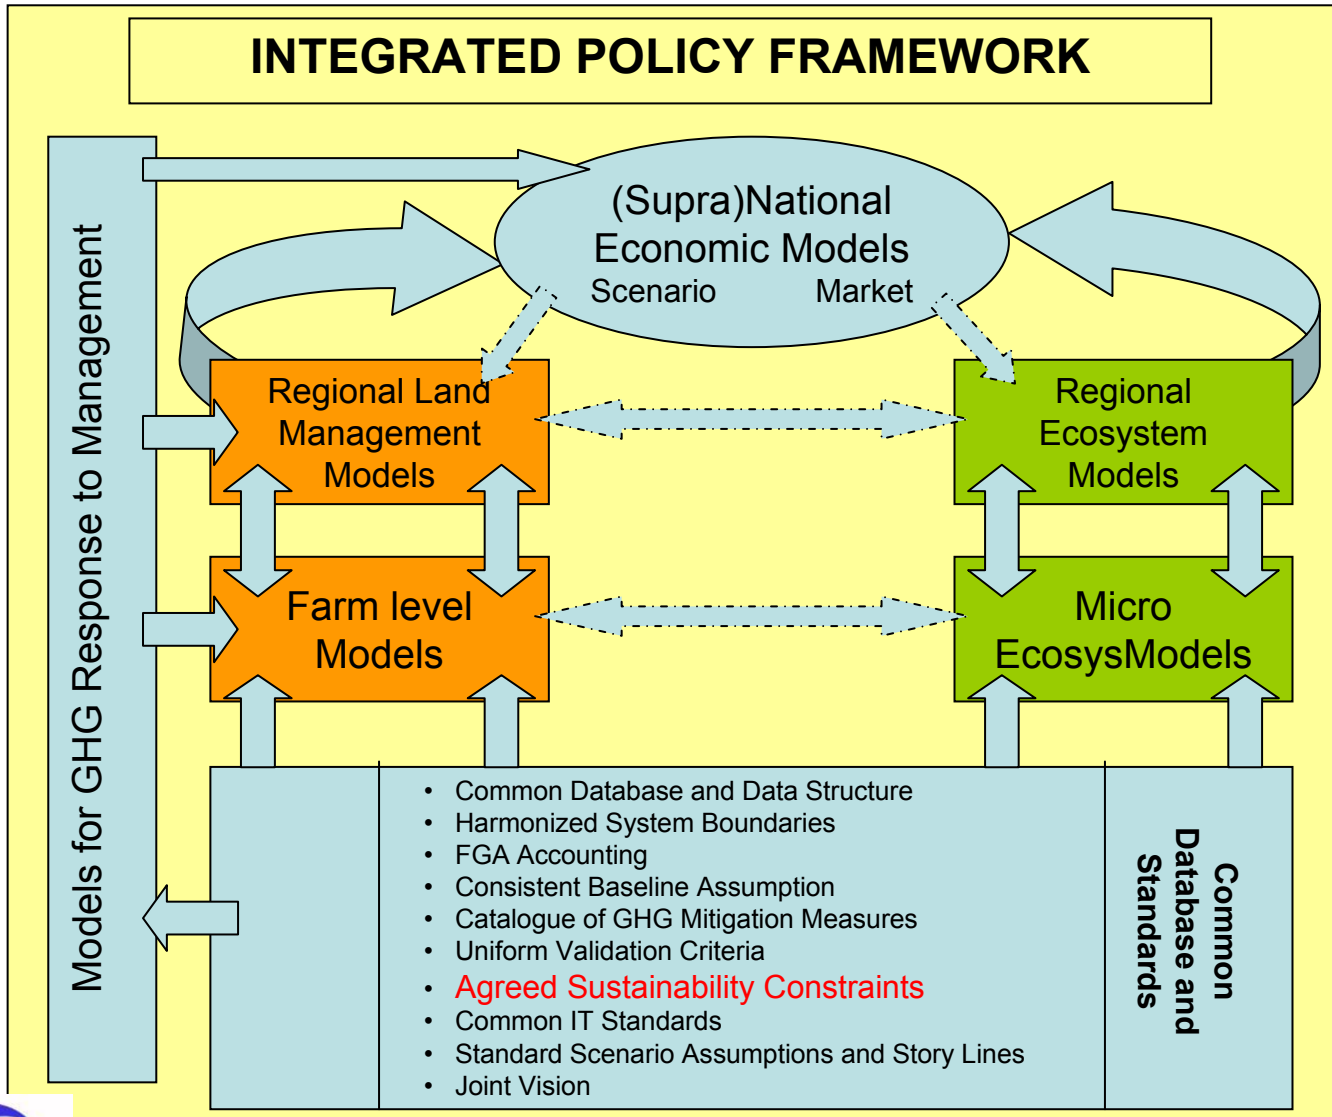 INTEGRATED POLICY FRAMEWORK
Models for GHG Response to Management
(Supra)National
Economic Models
Scenario Market
Regional Land
Management
Models
Regional
Ecosystem
Models
Farm level
Models
Micro
EcosysModels
• Common Database and Data Structure
• Harmonized System Boundaries
• FGA Accounting
• Consistent Baseline Assumption
• Catalogue of GHG Mitigation Measures
• Uniform Validation Criteria
• Agreed Sustainability Constraints
• Common IT Standards
• Standard Scenario Assumptions and Story Lines
• Joint Vision
Common
Database and
Standards